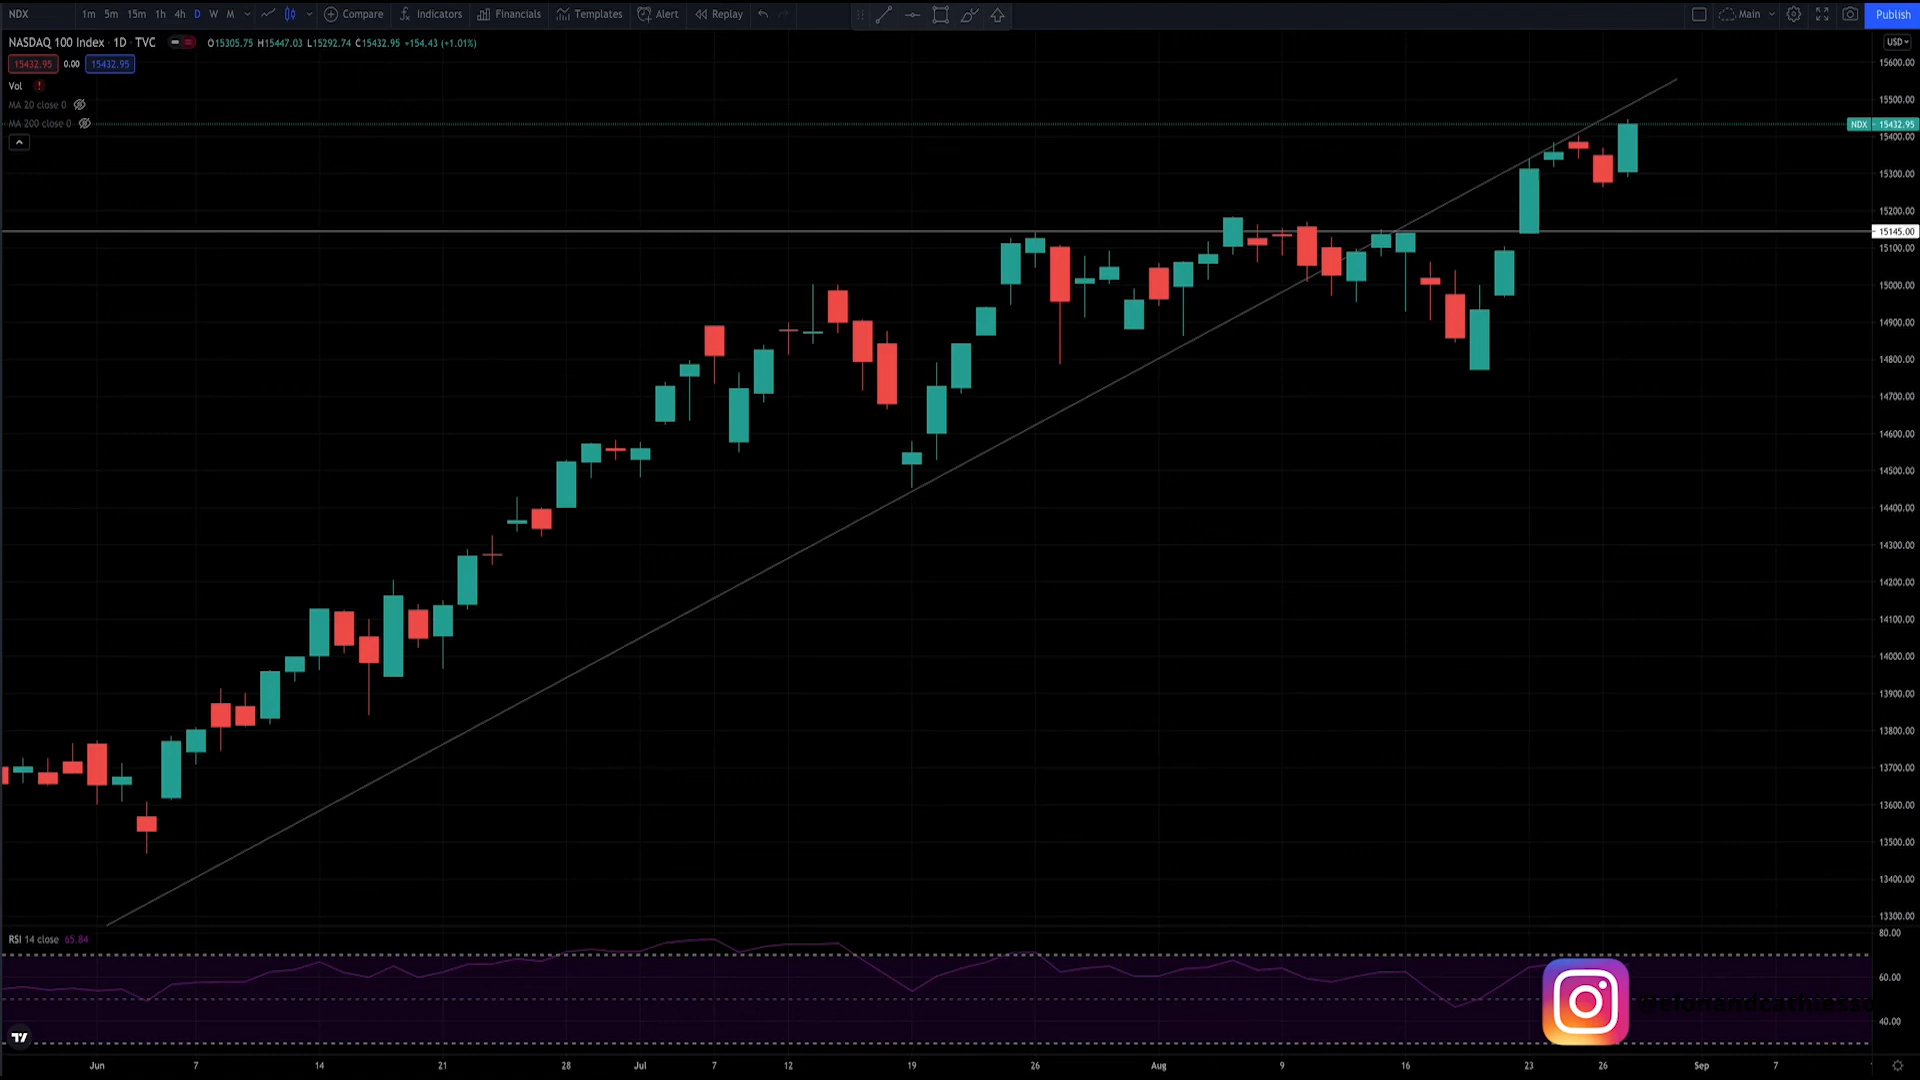 NDX 1m 5m 15m 1h 4h D W M Compare Indicators Financials Templates Alert Replay Main Publish
NASDAQ 100 Index · 1D · TVC O15305.75 H15447.03 L15292.74 C15432.95 +154.43 (+1.01%)
USD
15432.95 0.00 15432.95
Vol !
MA 20 close 0
MA 200 close 0
15600.00
15500.00
NDX 15432.95
15400.00
15300.00
15200.00
15145.00
15100.00
15000.00
14900.00
14800.00
14700.00
14600.00
14500.00
14400.00
14300.00
14200.00
14100.00
14000.00
13900.00
13800.00
13700.00
13600.00
13500.00
13400.00
13300.00
RSI 14 close 65.84
80.00
60.00
40.00
Jun 7 14 21 28 Jul 7 12 19 26 Aug 9 16 23 26 Sep 7